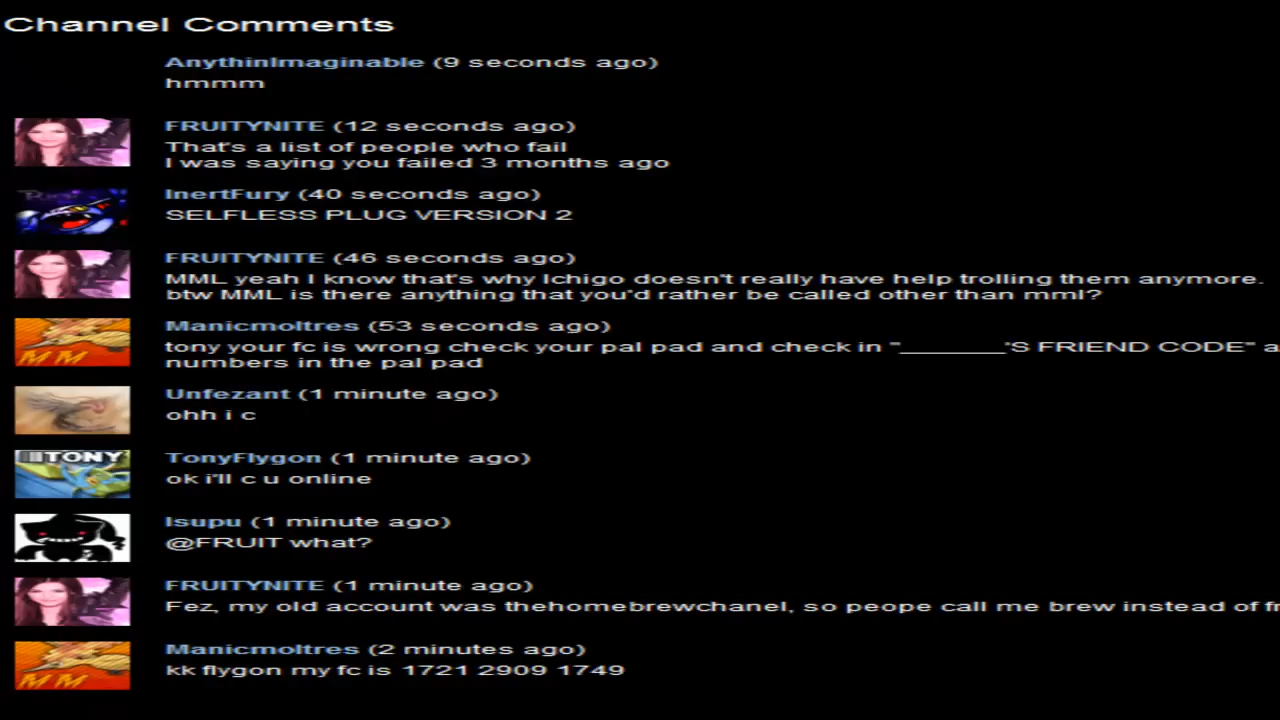 Channel Comments
AnythinImaginable (9 seconds ago)
hmmm
FRUITYNITE (12 seconds ago)
That's a list of people who fail
I was saying you failed 3 months ago
InertFury (40 seconds ago)
SELFLESS PLUG VERSION 2
FRUITYNITE (46 seconds ago)
MML yeah I know that's why Ichigo doesn't really have help trolling them anymore.
btw MML is there anything that you'd rather be called other than mml?
Manicmoltres (53 seconds ago)
tony your fc is wrong check your pal pad and check in "________'S FRIEND CODE" a
numbers in the pal pad
MM
Unfezant (1 minute ago)
ohh i c
TONY
TonyFlygon (1 minute ago)
ok i'll c u online
Isupu (1 minute ago)
@FRUIT what?
FRUITYNITE (1 minute ago)
Fez, my old account was thehomebrewchanel, so peope call me brew instead of fr
Manicmoltres (2 minutes ago)
kk flygon my fc is 1721 2909 1749
MM